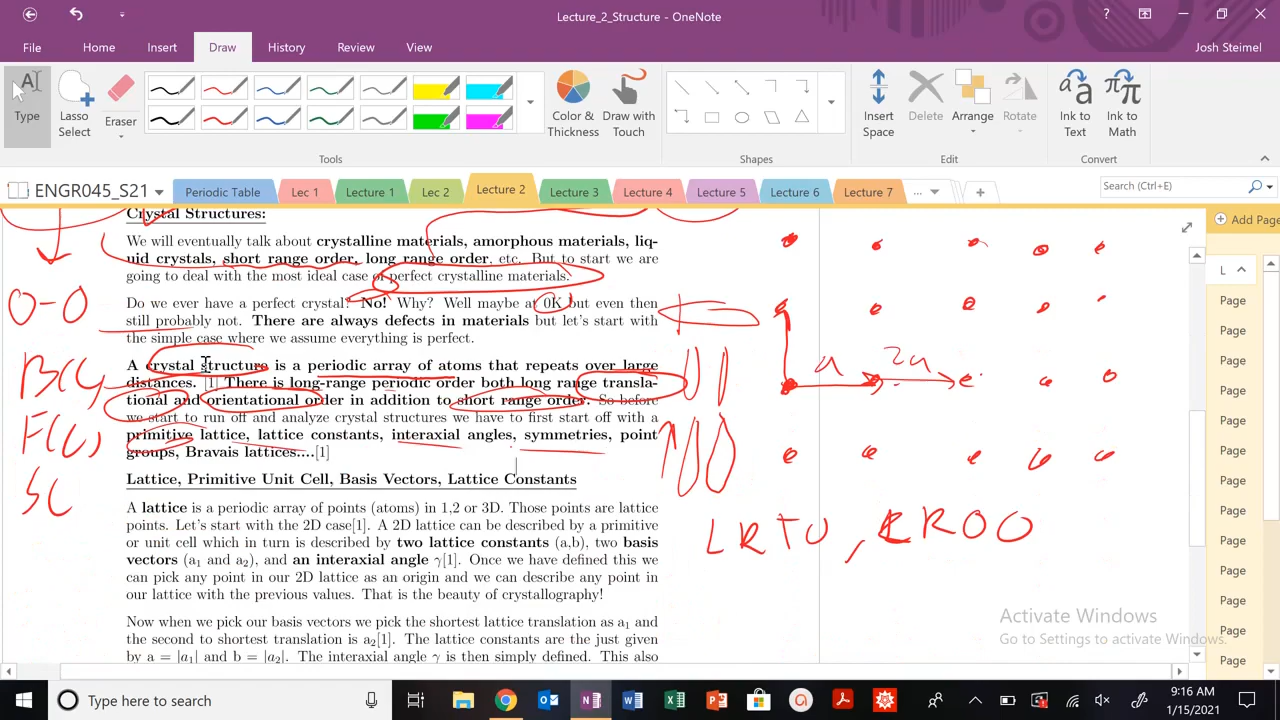 Lecture_2_Structure - OneNote
Josh Steimel
File Home Insert Draw History Review View
Type
Lasso Select
Eraser
Color & Thickness
Draw with Touch
Insert Space
Delete
Arrange
Rotate
Ink to Text
Ink to Math
Tools
Shapes
Edit
Convert
ENGR045_S21
Periodic Table Lec 1 Lecture 1 Lec 2 Lecture 2 Lecture 3 Lecture 4 Lecture 5 Lecture 6 Lecture 7 ...
Search (Ctrl+E)
Add Page
L
Page
Page
Page
Page
Page
Page
Page
Page
Page
Page
Page
Page
Page
Crystal Structures:
We will eventually talk about crystalline materials, amorphous materials, liq-
uid crystals, short range order, long range order, etc. But to start we are
going to deal with the most ideal case of perfect crystalline materials.
Do we ever have a perfect crystal? No! Why? Well maybe at 0K but even then
still probably not. There are always defects in materials but let's start with
the simple case where we assume everything is perfect.
A crystal structure is a periodic array of atoms that repeats over large
distances. [1] There is long-range periodic order both long range transla-
tional and orientational order in addition to short range order. So before
we start to run off and analyze crystal structures we have to first start off with a
primitive lattice, lattice constants, interaxial angles, symmetries, point
groups, Bravais lattices....[1]
Lattice, Primitive Unit Cell, Basis Vectors, Lattice Constants
A lattice is a periodic array of points (atoms) in 1,2 or 3D. Those points are lattice
points. Let's start with the 2D case[1]. A 2D lattice can be described by a primitive
or unit cell which in turn is described by two lattice constants (a,b), two basis
vectors (a₁ and a₂), and an interaxial angle γ[1]. Once we have defined this we
can pick any point in our 2D lattice as an origin and we can describe any point in
our lattice with the previous values. That is the beauty of crystallography!
Now when we pick our basis vectors we pick the shortest lattice translation as a₁ and
the second to shortest translation is a₂[1]. The lattice constants are the just given
by a = |a₁| and b = |a₂|. The interaxial angle γ is then simply defined. This also
O-O
BCC
FCC
SC
a
2a
LRTO, LROO
Activate Windows
Go to Settings to activate Windows.
Type here to search
9:16 AM
1/15/2021